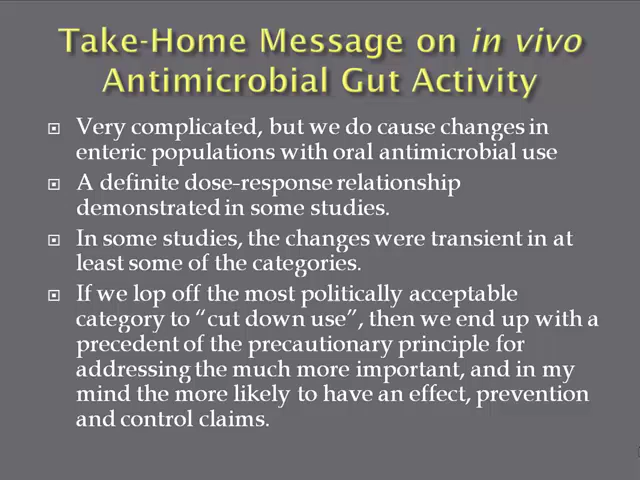 Take-Home Message on in vivo
Antimicrobial Gut Activity
Very complicated, but we do cause changes in
enteric populations with oral antimicrobial use
A definite dose-response relationship
demonstrated in some studies.
In some studies, the changes were transient in at
least some of the categories.
If we lop off the most politically acceptable
category to “cut down use”, then we end up with a
precedent of the precautionary principle for
addressing the much more important, and in my
mind the more likely to have an effect, prevention
and control claims.